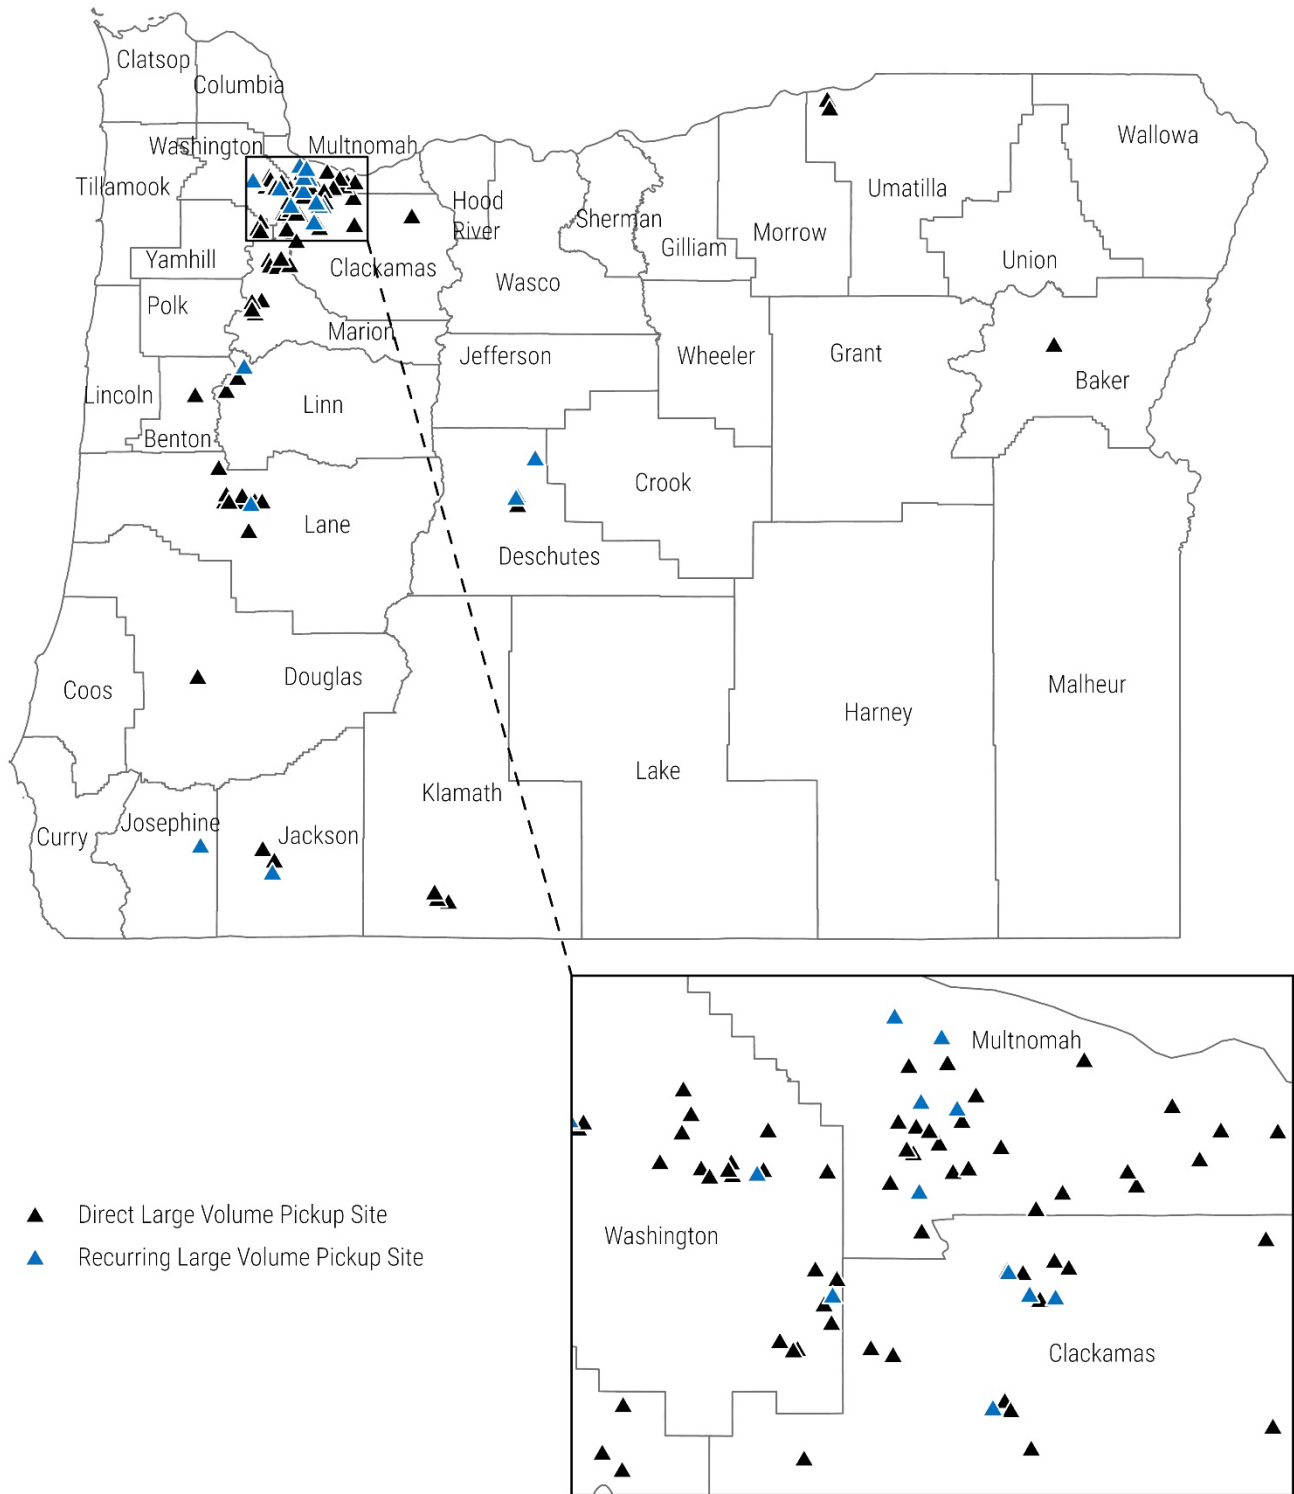 Clatsop
Columbia
Washington
Multnomah
Wallowa
Tillamook
Umatilla
Hood
River
Sherman
Gilliam
Morrow
Yamhill
Clackamas
Union
Wasco
Polk
Marion
Jefferson
Wheeler
Grant
Baker
Lincoln
Linn
Benton
Crook
Lane
Deschutes
Coos
Douglas
Malheur
Harney
Lake
Klamath
Curry
Josephine
Jackson
Multnomah
Washington
Clackamas
Direct Large Volume Pickup Site
Recurring Large Volume Pickup Site